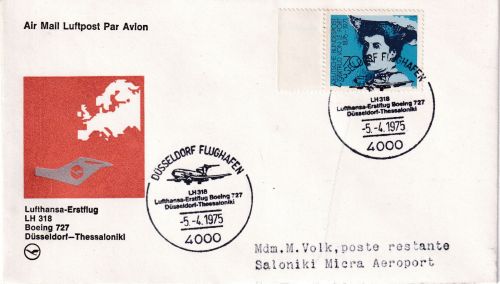 Air Mail Luftpost Par Avion
DÜSSELDORF FLUGHAFEN
LH 318
Lufthansa-Erstflug Boeing 727
Düsseldorf-Thessaloniki
-5.-4.1975
4000
Lufthansa-Erstflug
LH 318
Boeing 727
Düsseldorf-Thessaloniki
DÜSSELDORF FLUGHAFEN
LH 318
Lufthansa-Erstflug Boeing 727
Düsseldorf-Thessaloniki
-5.-4.1975
4000
Mdm.M.Volk,poste restante
Saloniki Micra Aeroport